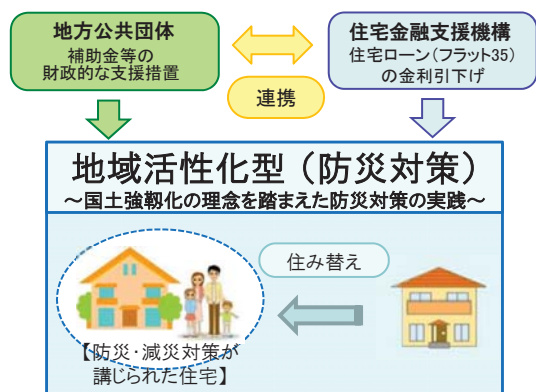 地方公共団体
補助金等の
財政的な支援措置
連携
住宅金融支援機構
住宅ローン（フラット35）
の金利引下げ
地域活性化型（防災対策）
～国土強靱化の理念を踏まえた防災対策の実践～
住み替え
【防災・減災対策が
講じられた住宅】